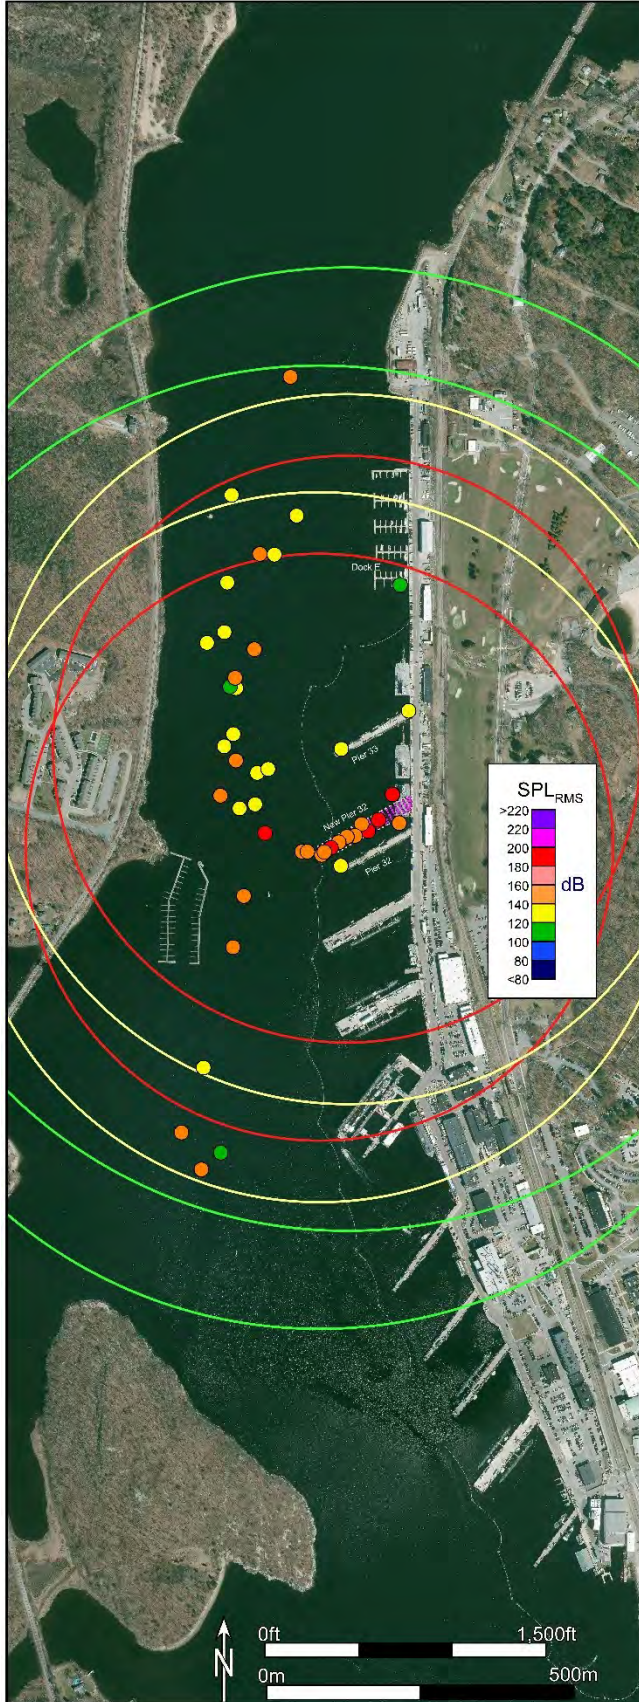 Dock E
Pier 33
New Pier 32
Pier 32
SPL RMS
>220
220
200
180
160
140
120
100
80
<80
dB
N
0ft 1,500ft
0m 500m